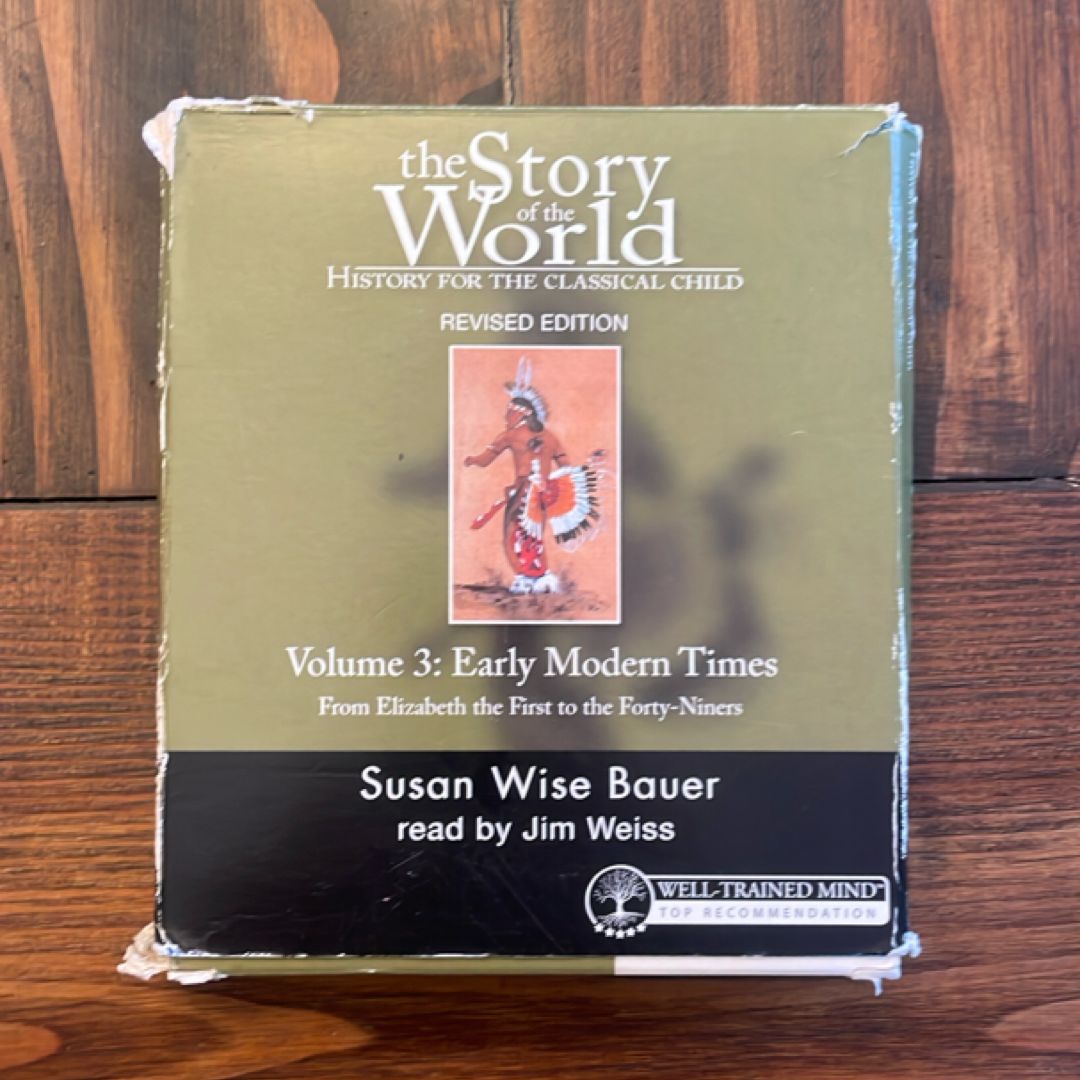 the Story
of the
World
HISTORY FOR THE CLASSICAL CHILD
REVISED EDITION
Volume 3: Early Modern Times
From Elizabeth the First to the Forty-Niners
Susan Wise Bauer
read by Jim Weiss
WELL-TRAINED MIND™
TOP RECOMMENDATION